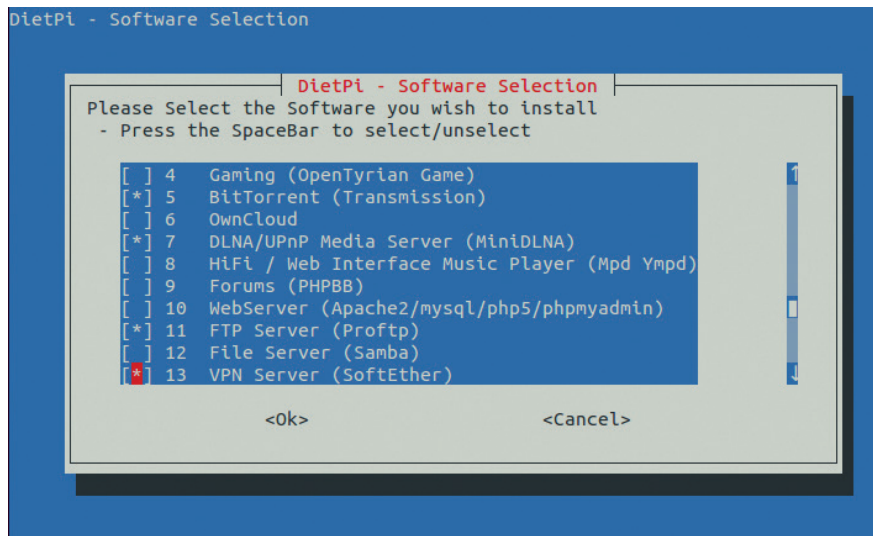 DietPi - Software Selection
DietPi - Software Selection
Please Select the Software you wish to install
- Press the SpaceBar to select/unselect
[ ] 4 Gaming (OpenTyrian Game)
[*] 5 BitTorrent (Transmission)
[ ] 6 OwnCloud
[*] 7 DLNA/UPnP Media Server (MiniDLNA)
[ ] 8 HiFi / Web Interface Music Player (Mpd Ympd)
[ ] 9 Forums (PHPBB)
[ ] 10 WebServer (Apache2/mysql/php5/phpmyadmin)
[*] 11 FTP Server (Proftp)
[ ] 12 File Server (Samba)
[*] 13 VPN Server (SoftEther)
<Ok> <Cancel>